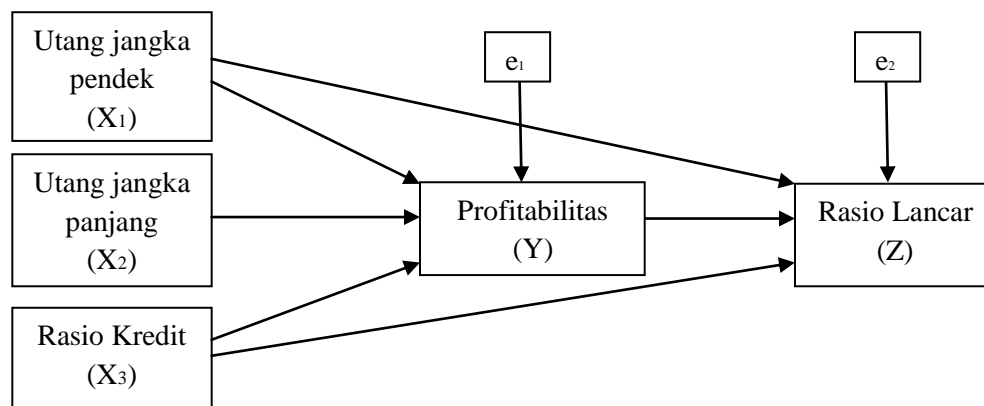 Utang jangka
pendek
(X1)
e1
e2
Utang jangka
panjang
(X2)
Profitabilitas
(Y)
Rasio Lancar
(Z)
Rasio Kredit
(X3)